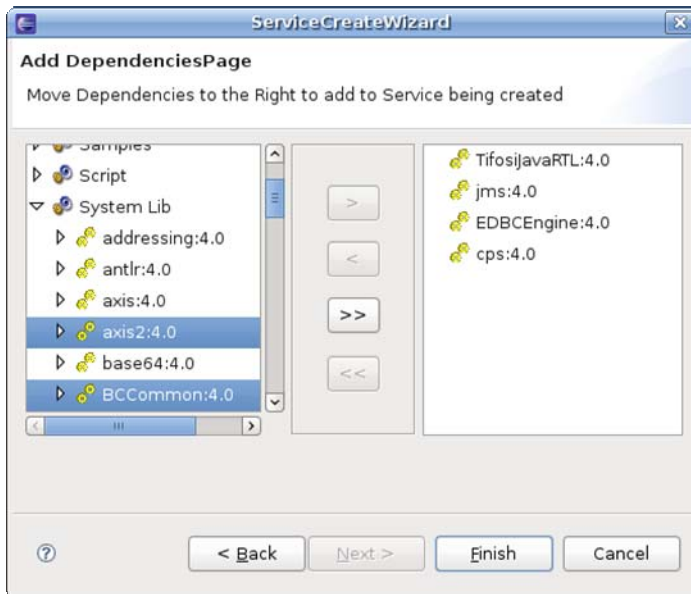 ServiceCreateWizard
Add DependenciesPage
Move Dependencies to the Right to add to Service being created
Samples
Script
System Lib
addressing:4.0
antlr:4.0
axis:4.0
axis2:4.0
base64:4.0
BCCommon:4.0
>
<
>>
<<
TifosiJavaRTL:4.0
jms:4.0
EDBCEngine:4.0
cps:4.0
?
< Back
Next >
Finish
Cancel